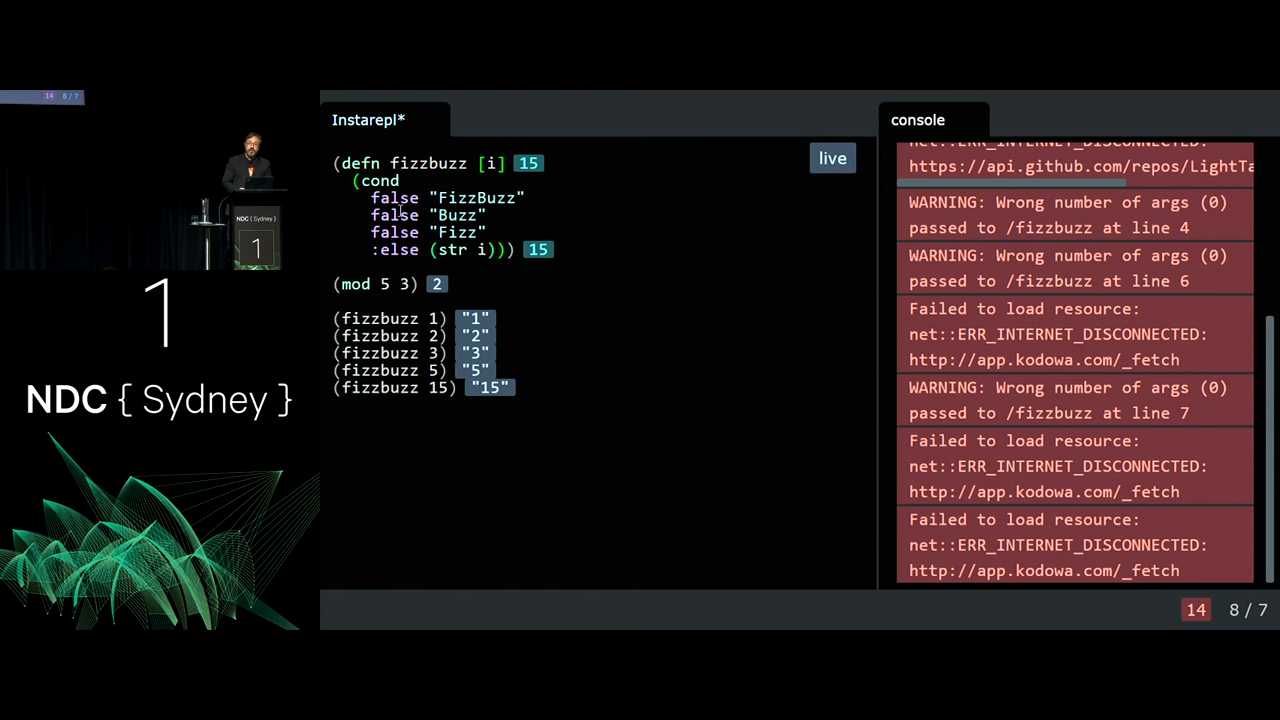 14 8 / 7
NDC { Sydney }
1
1
NDC { Sydney }
Instarepl*
(defn fizzbuzz [i] 15
(cond
false "FizzBuzz"
false "Buzz"
false "Fizz"
:else (str i))) 15
(mod 5 3) 2
(fizzbuzz 1) "1"
(fizzbuzz 2) "2"
(fizzbuzz 3) "3"
(fizzbuzz 5) "5"
(fizzbuzz 15) "15"
live
console
net::ERR_INTERNET_DISCONNECTED:
https://api.github.com/repos/LightTa
WARNING: Wrong number of args (0)
passed to /fizzbuzz at line 4
WARNING: Wrong number of args (0)
passed to /fizzbuzz at line 6
Failed to load resource:
net::ERR_INTERNET_DISCONNECTED:
http://app.kodowa.com/_fetch
WARNING: Wrong number of args (0)
passed to /fizzbuzz at line 7
Failed to load resource:
net::ERR_INTERNET_DISCONNECTED:
http://app.kodowa.com/_fetch
Failed to load resource:
net::ERR_INTERNET_DISCONNECTED:
http://app.kodowa.com/_fetch
14 8 / 7